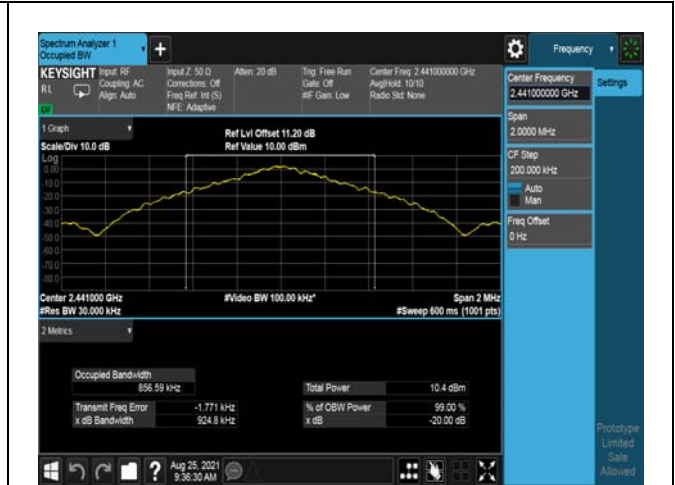 Spectrum Analyzer 1
Occupied BW
Frequency
KEYSIGHT
RL
Input: RF
Coupling: AC
Align: Auto
Input Z: 50 Ω
Corrections: Off
Freq Ref: Int (S)
NFE: Adaptive
Atten: 20 dB
Trig: Free Run
Gate: Off
#IF Gain: Low
Center Freq: 2.441000000 GHz
Avg|Hold: 10/10
Radio Std: None
Center Frequency
2.441000000 GHz
Settings
Span
2.0000 MHz
CF Step
200.000 kHz
Auto
Man
Freq Offset
0 Hz
1 Graph
Scale/Div 10.0 dB
Ref Lvl Offset 11.20 dB
Ref Value 10.00 dBm
Log
0.00
-10.0
-20.0
-30.0
-40.0
-50.0
-60.0
-70.0
-80.0
Center 2.441000 GHz
#Video BW 100.00 kHz*
Span 2 MHz
#Res BW 30.000 kHz
#Sweep 600 ms (1001 pts)
2 Metrics
Occupied Bandwidth
856.59 kHz
Total Power 10.4 dBm
Transmit Freq Error -1.771 kHz
% of OBW Power 99.00 %
x dB Bandwidth 924.8 kHz
x dB -20.00 dB
Prototype
Limited
Sale
Allowed
?
Aug 25, 2021
9:36:30 AM